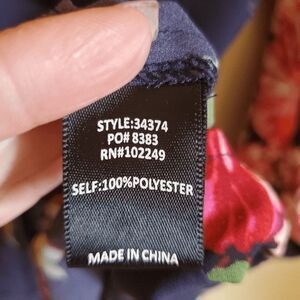 STYLE:34374
PO# 8383
RN#102249
SELF:100%POLYESTER
MADE IN CHINA